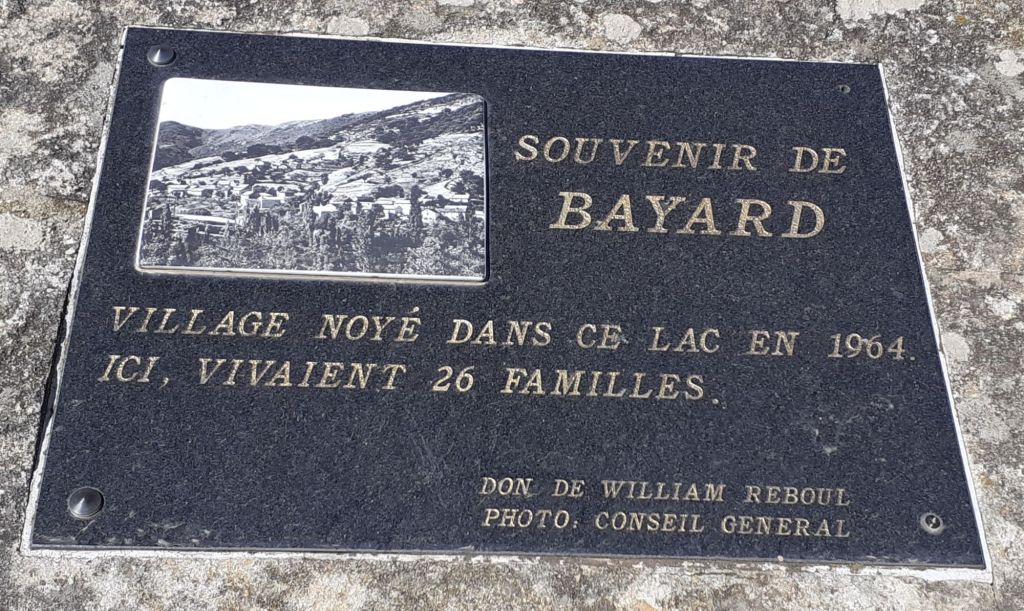 SOUVENIR DE
BAYARD
VILLAGE NOYÉ DANS CE LAC EN 1964.
ICI, VIVAIENT 26 FAMILLES.
DON DE WILLIAM REBOUL
PHOTO: CONSEIL GENERAL